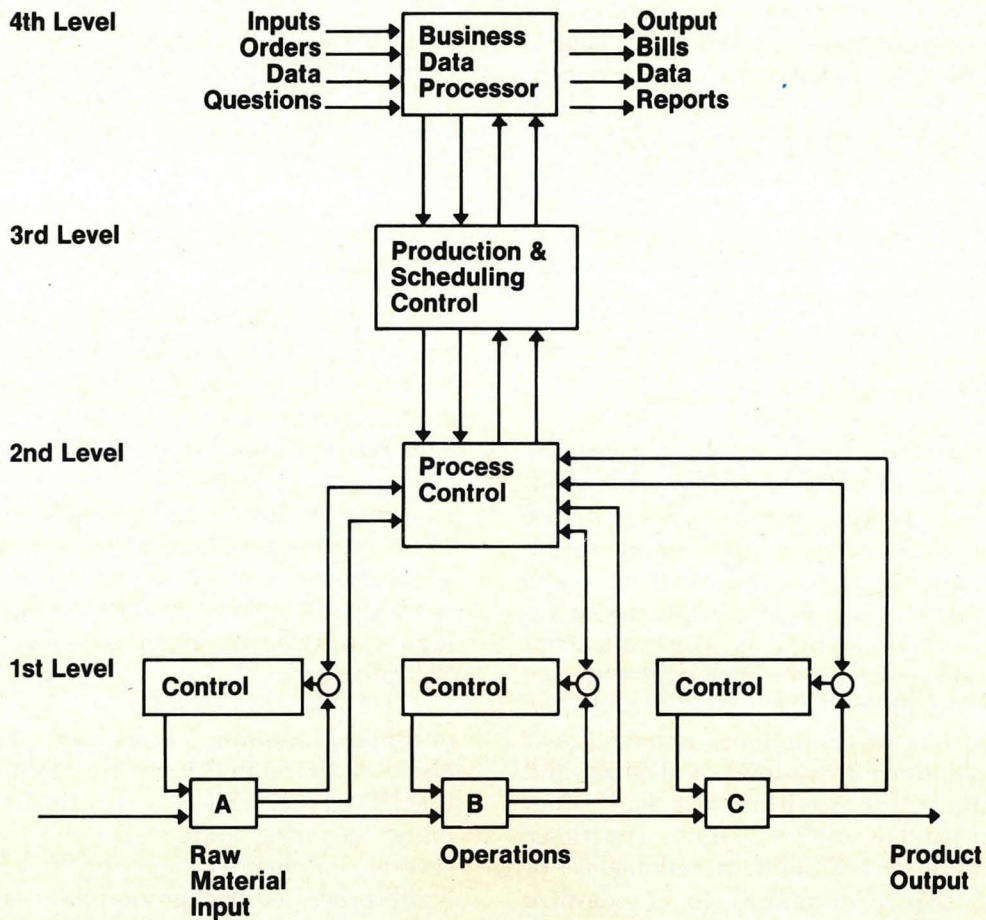 4th Level
Inputs
Orders
Data
Questions
Business
Data
Processor
Output
Bills
Data
Reports
3rd Level
Production &
Scheduling
Control
2nd Level
Process
Control
1st Level
Control
Control
Control
A
B
C
Raw
Material
Input
Operations
Product
Output